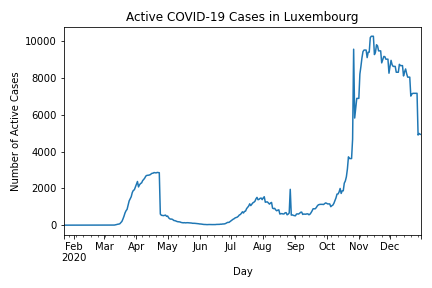 Active COVID-19 Cases in Luxembourg
Number of Active Cases
10000
8000
6000
4000
2000
0
Feb Mar Apr May Jun Jul Aug Sep Oct Nov Dec
2020
Day